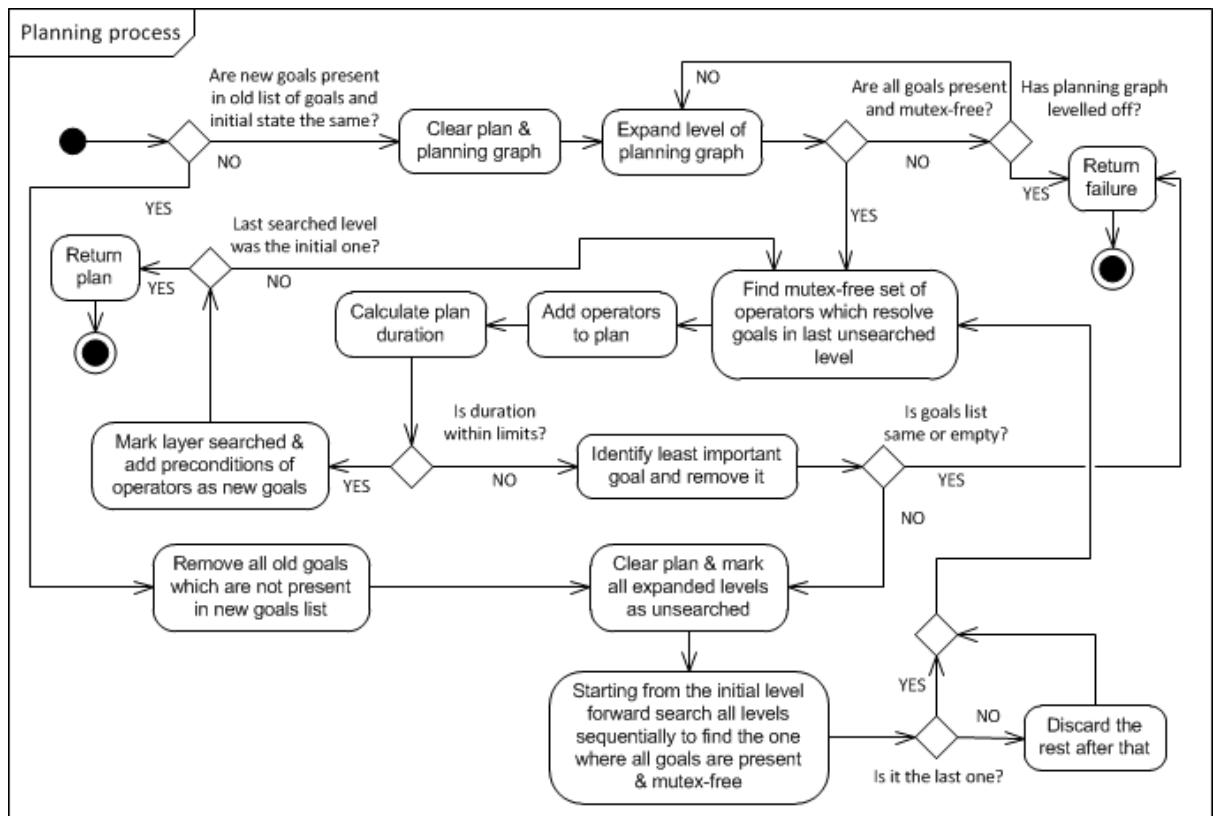 Planning process
Are new goals present
in old list of goals and
initial state the same?
NO
YES
Clear plan &
planning graph
Expand level of
planning graph
NO
Are all goals present
and mutex-free?
NO
YES
Has planning graph
levelled off?
YES
Return
failure
Last searched level
was the initial one?
YES
NO
Return
plan
Calculate plan
duration
Add operators
to plan
Find mutex-free set of
operators which resolve
goals in last unsearched
level
Mark layer searched &
add preconditions of
operators as new goals
YES
Is duration
within limits?
NO
Identify least important
goal and remove it
Is goals list
same or empty?
YES
NO
Remove all old goals
which are not present
in new goals list
Clear plan & mark
all expanded levels
as unsearched
Starting from the initial level
forward search all levels
sequentially to find the one
where all goals are present
& mutex-free
YES
NO
Is it the last one?
Discard the
rest after that